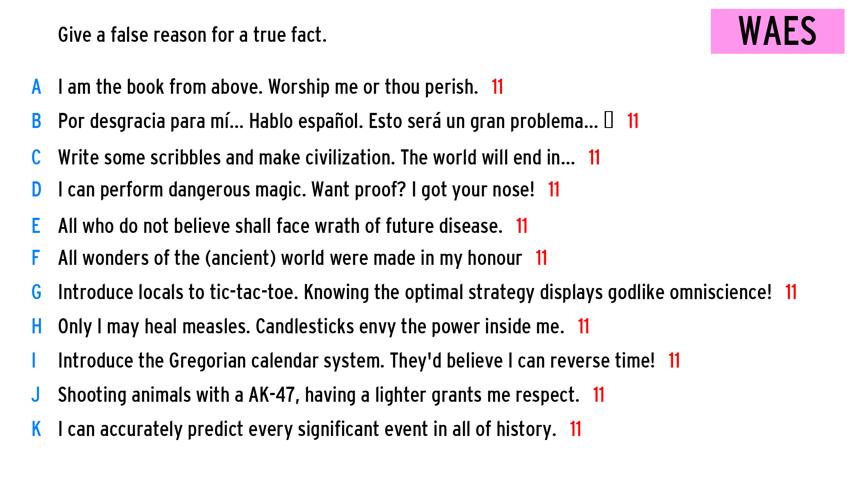 Give a false reason for a true fact.
WAES
A I am the book from above. Worship me or thou perish. 11
B Por desgracia para mí... Hablo español. Esto será un gran problema... 11
C Write some scribbles and make civilization. The world will end in... 11
D I can perform dangerous magic. Want proof? I got your nose! 11
E All who do not believe shall face wrath of future disease. 11
F All wonders of the (ancient) world were made in my honour 11
G Introduce locals to tic-tac-toe. Knowing the optimal strategy displays godlike omniscience! 11
H Only I may heal measles. Candlesticks envy the power inside me. 11
I Introduce the Gregorian calendar system. They'd believe I can reverse time! 11
J Shooting animals with a AK-47, having a lighter grants me respect. 11
K I can accurately predict every significant event in all of history. 11